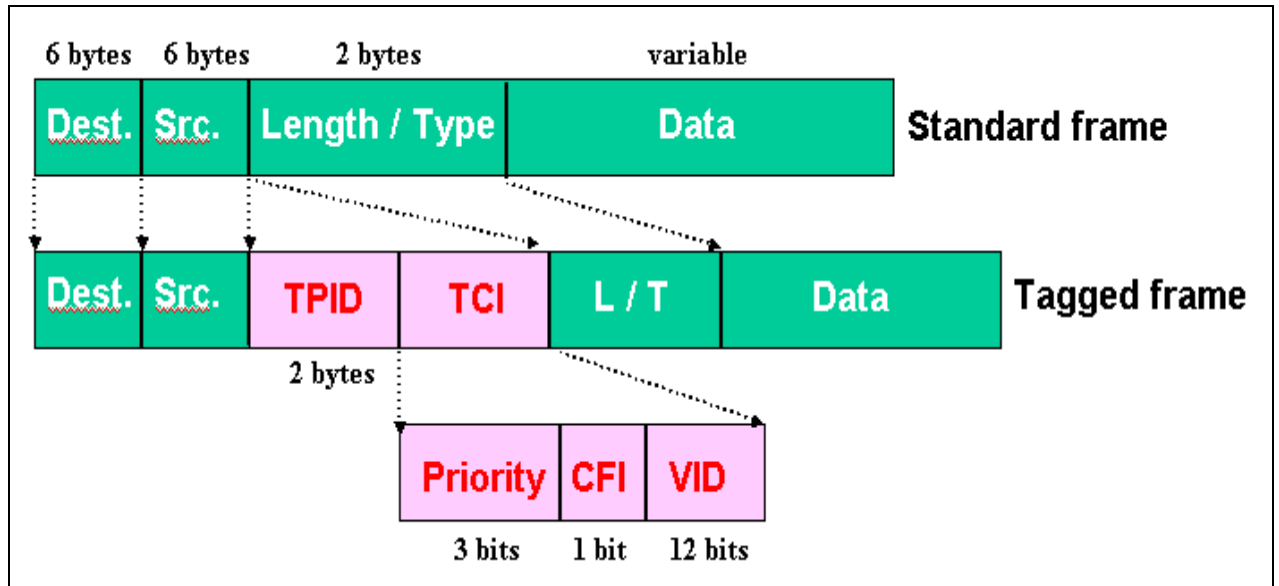 6 bytes 6 bytes 2 bytes variable
Dest. Src. Length / Type Data Standard frame
Dest. Src. TPID TCI L / T Data Tagged frame
2 bytes
Priority CFI VID
3 bits 1 bit 12 bits